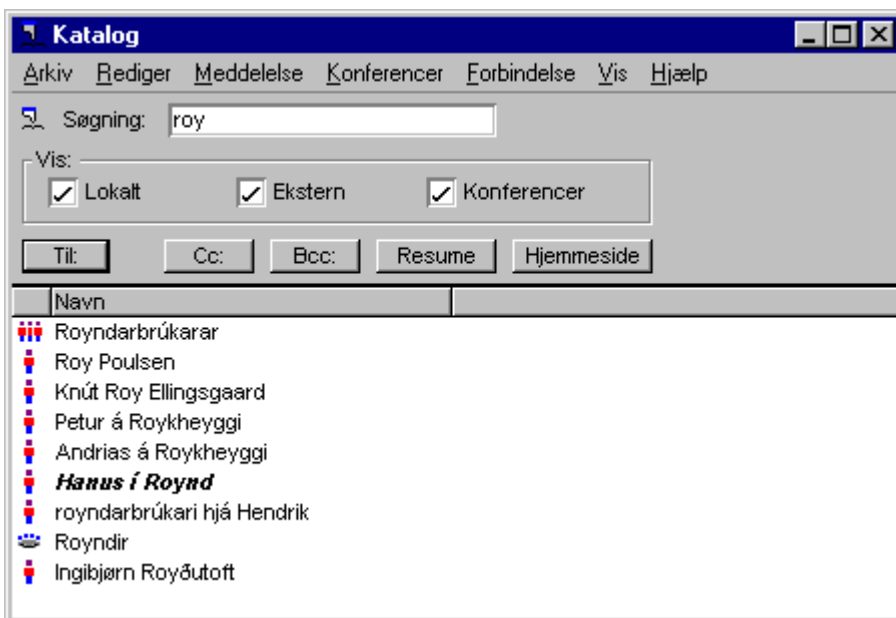 Katalog
Arkiv Rediger Meddelelse Konferencer Forbindelse Vis Hjælp
Søgning: roy
Vis:
Lokalt Ekstern Konferencer
Til: Cc: Bcc: Resume Hjemmeside
Navn
Royndarbrúkarar
Roy Poulsen
Knút Roy Ellingsgaard
Petur á Roykheyggi
Andrias á Roykheyggi
Hanus í Roynd
royndarbrúkari hjá Hendrik
Royndir
Ingibjørn Royðutoft